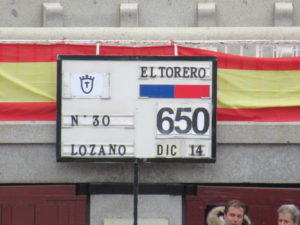 EL TORERO
650
Nº 30
LOZANO
DIC 14